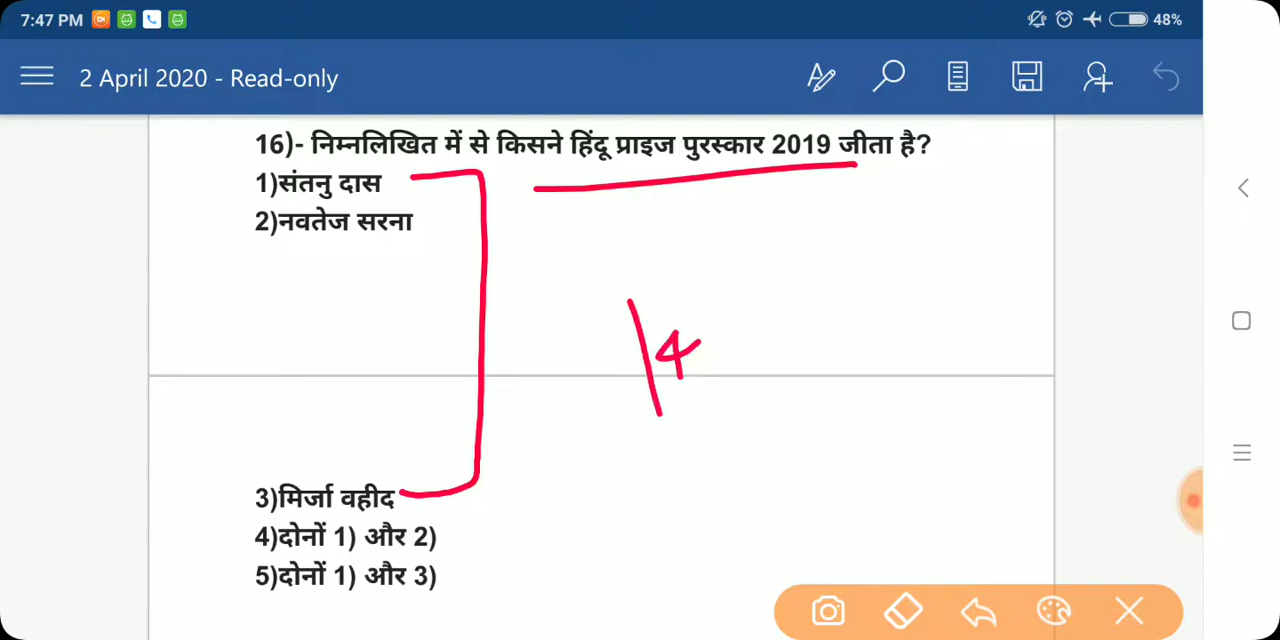 7:47 PM
48%
2 April 2020 - Read-only
16)- निम्नलिखित में से किसने हिंदू प्राइज पुरस्कार 2019 जीता है?
1)संतनु दास
2)नवतेज सरना
4
3)मिर्जा वहीद
4)दोनों 1) और 2)
5)दोनों 1) और 3)